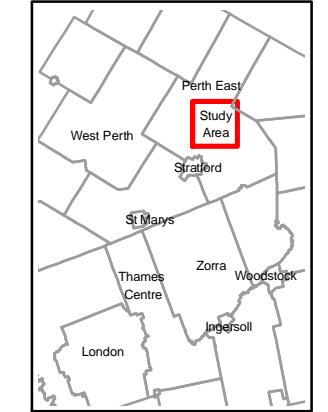 Perth East
Study
Area
West Perth
Stratford
St Marys
Zorra
Woodstock
Thames
Centre
Ingersoll
London